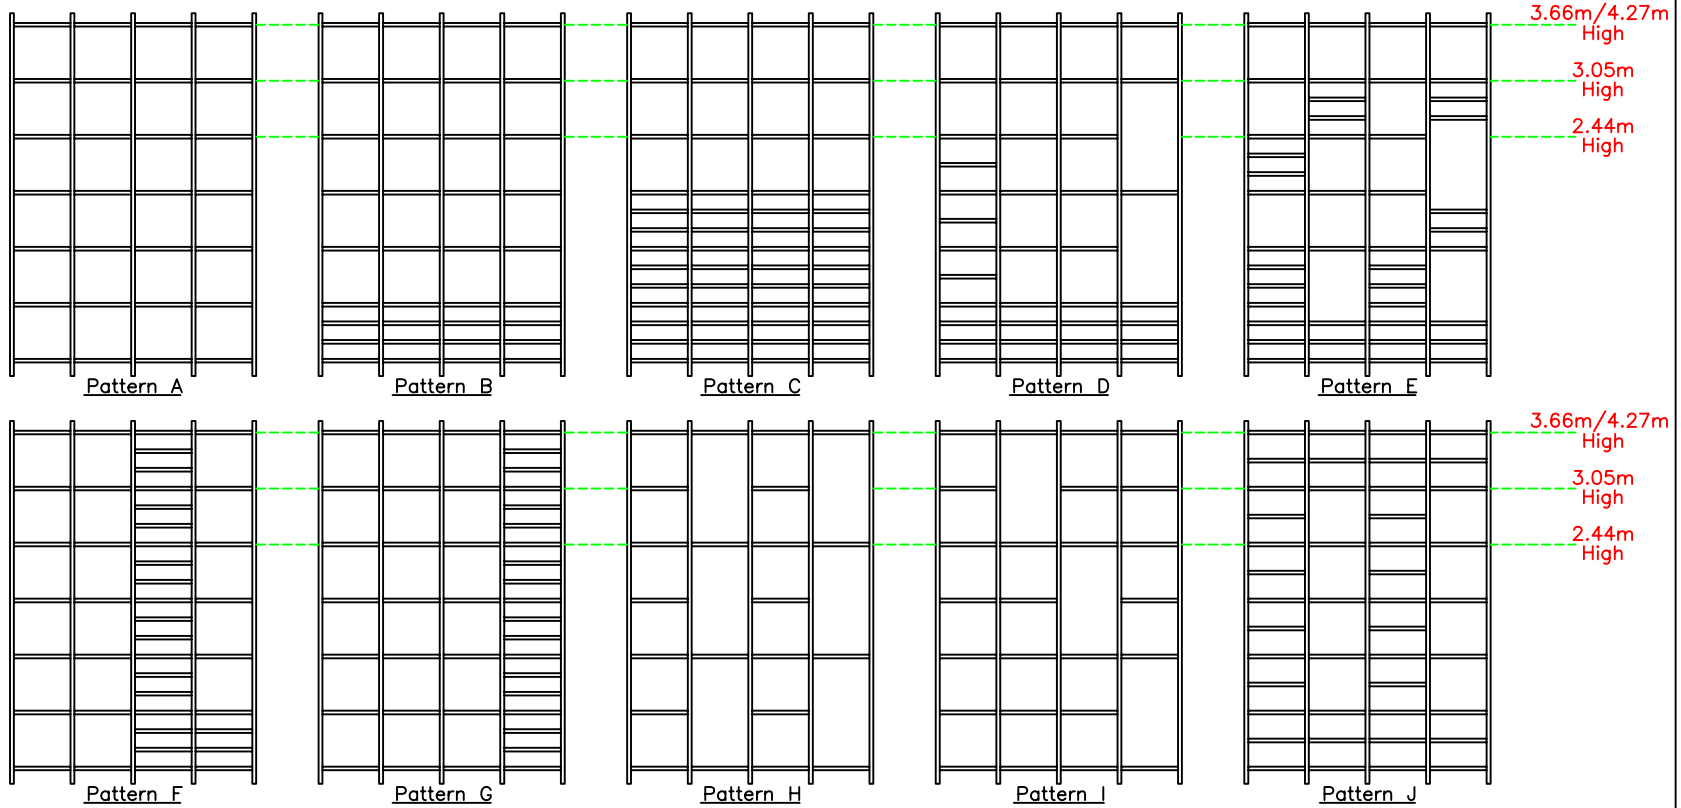 3.66m/4.27m
High
3.05m
High
2.44m
High
Pattern A
Pattern B
Pattern C
Pattern D
Pattern E
3.66m/4.27m
High
3.05m
High
2.44m
High
Pattern F
Pattern G
Pattern H
Pattern I
Pattern J